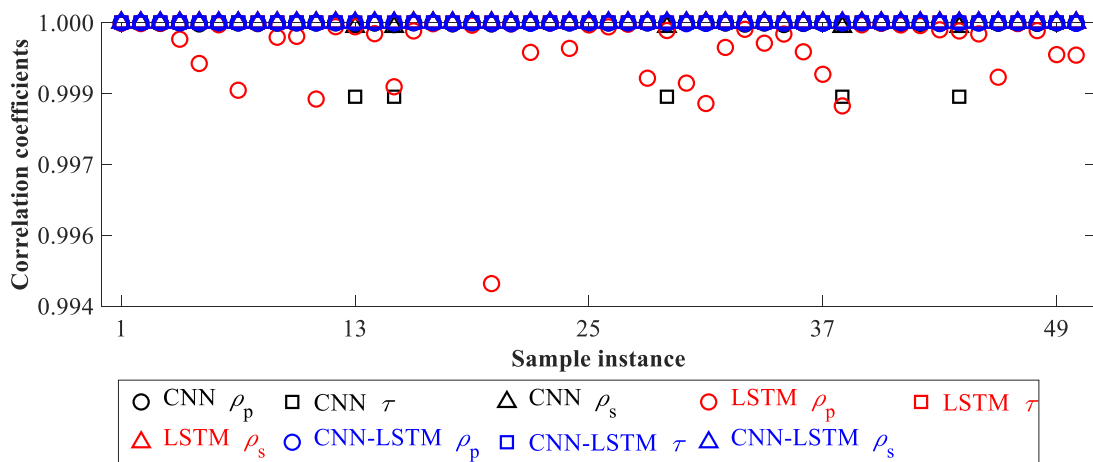 Correlation coefficients
1.000
0.999
0.997
0.996
0.994
1 13 25 37 49
Sample instance
CNN ρp CNN τ CNN ρs LSTM ρp LSTM τ
LSTM ρs CNN-LSTM ρp CNN-LSTM τ CNN-LSTM ρs